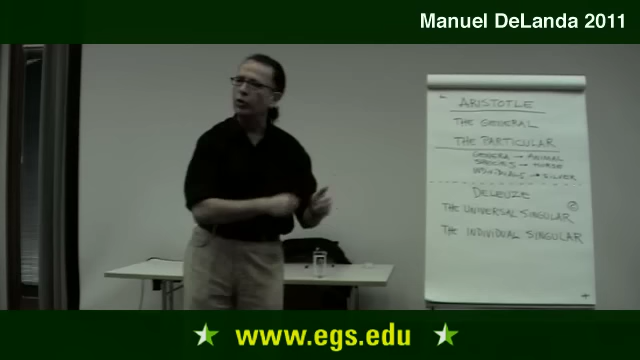 Manuel DeLanda 2011
ARISTOTLE
THE GENERAL
THE PARTICULAR
GENERA → ANIMAL
SPECIES → HORSE
INDIVIDUALS → SILVER
DELEUZE
THE UNIVERSAL SINGULAR
THE INDIVIDUAL SINGULAR
www.egs.edu